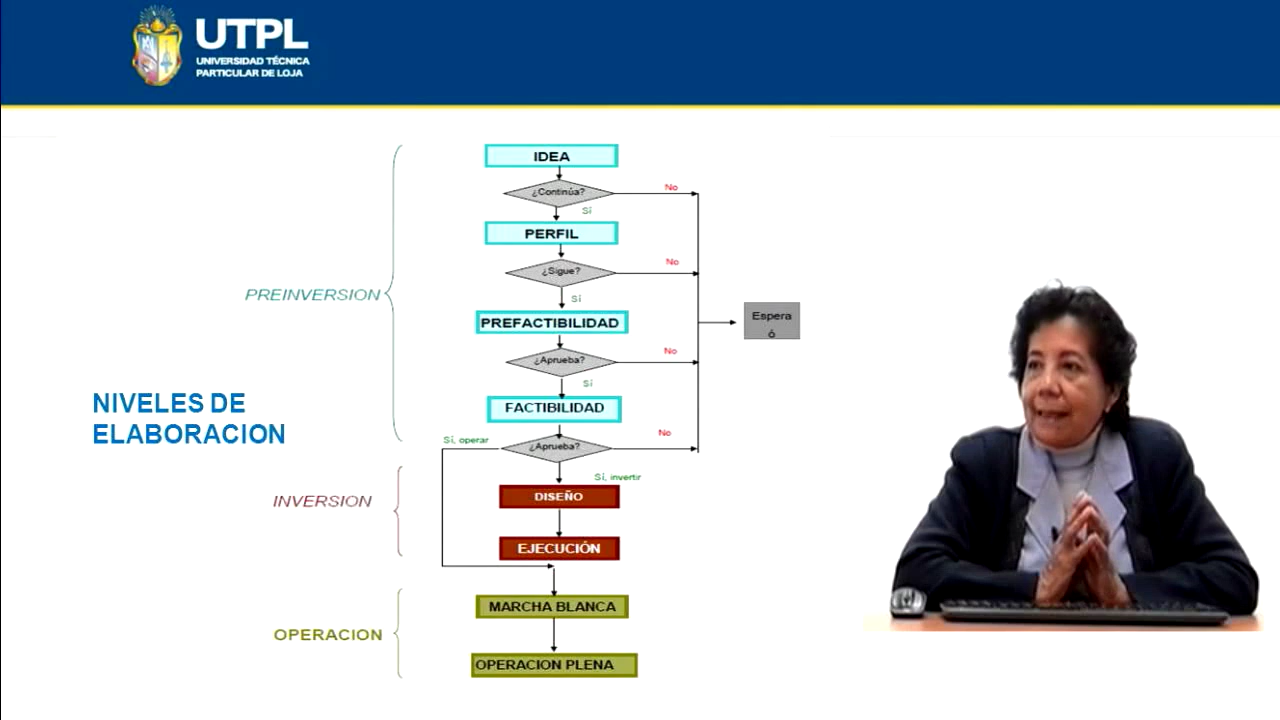 UTPL
UNIVERSIDAD TÉCNICA
PARTICULAR DE LOJA
IDEA
¿Continúa?
No
Sí
PERFIL
¿Sigue?
No
Sí
PREINVERSION
PREFACTIBILIDAD
Espera
ó
¿Aprueba?
No
Sí
NIVELES DE
ELABORACION
FACTIBILIDAD
Sí, operar
¿Aprueba?
No
Sí, invertir
INVERSION
DISEÑO
EJECUCIÓN
OPERACION
MARCHA BLANCA
OPERACION PLENA